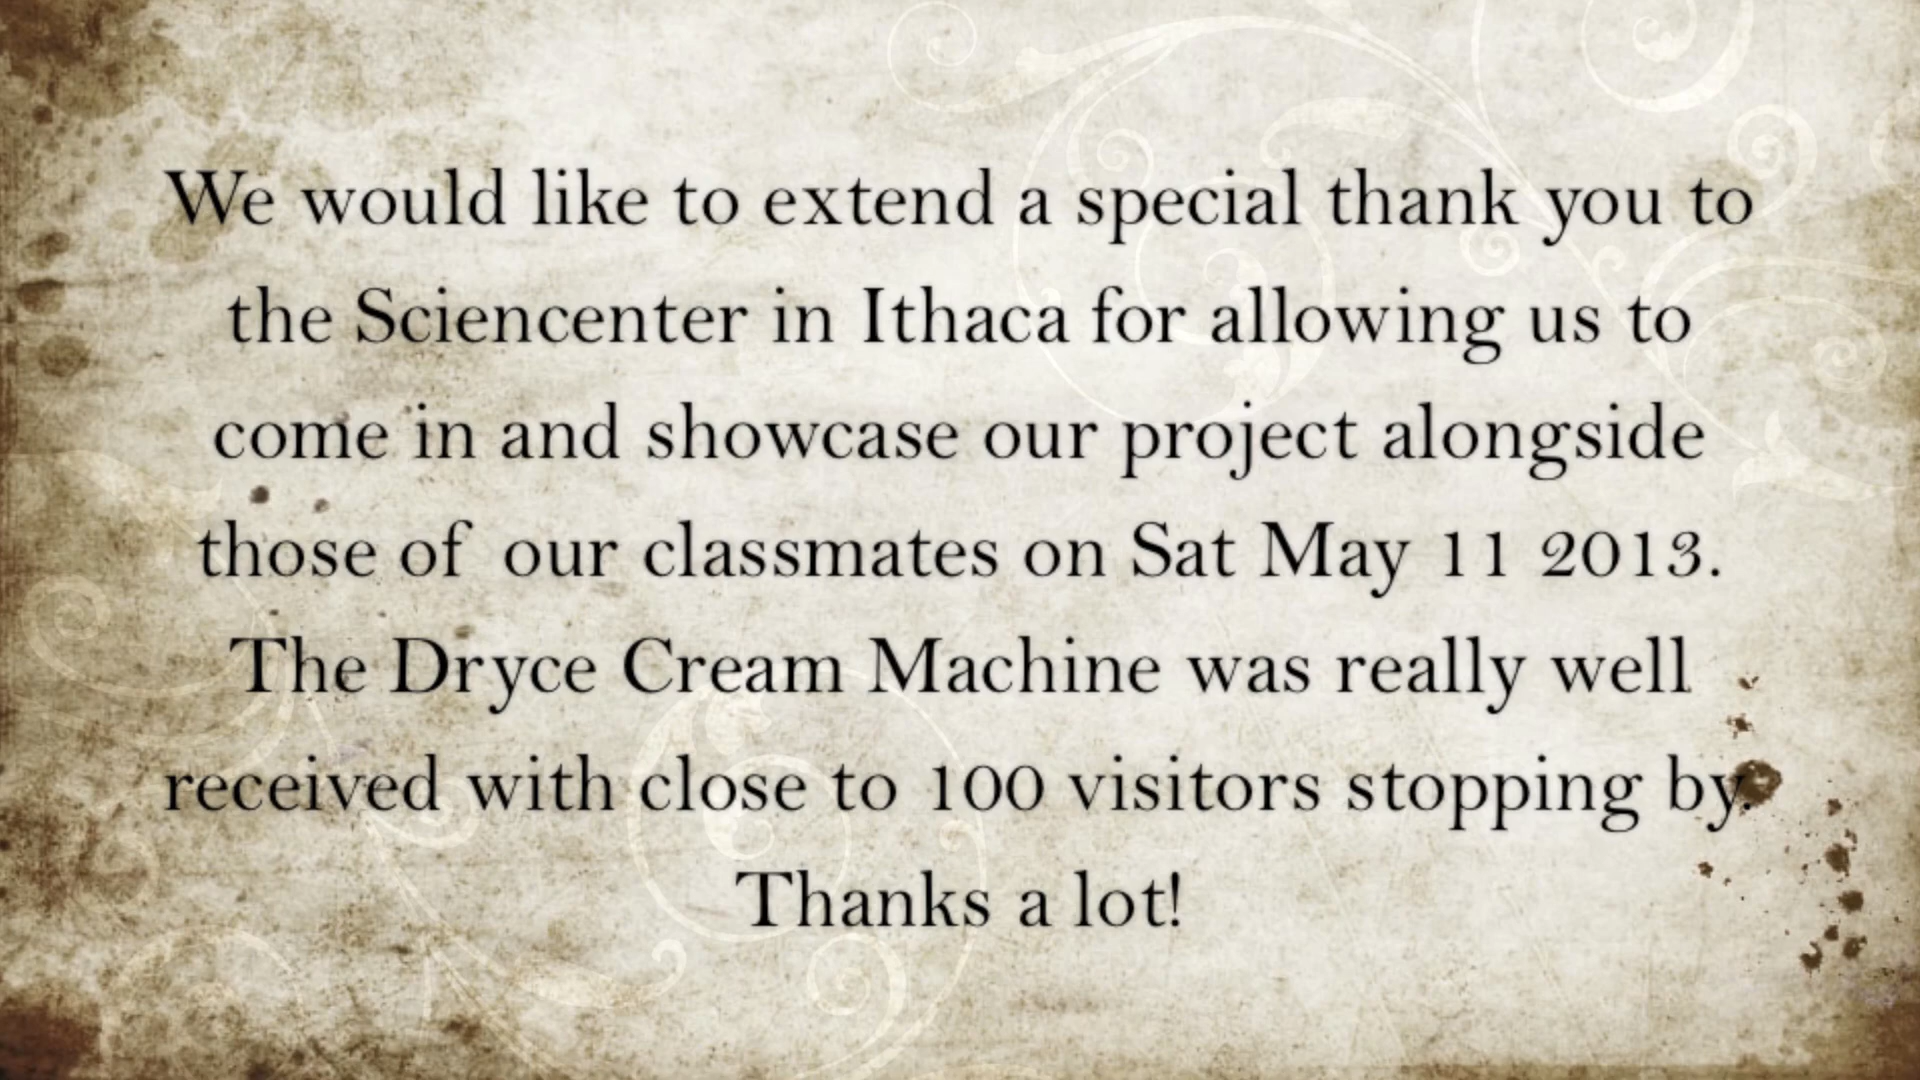 We would like to extend a special thank you to
the Sciencenter in Ithaca for allowing us to
come in and showcase our project alongside
those of our classmates on Sat May 11 2013.
The Dryce Cream Machine was really well
received with close to 100 visitors stopping by.
Thanks a lot!